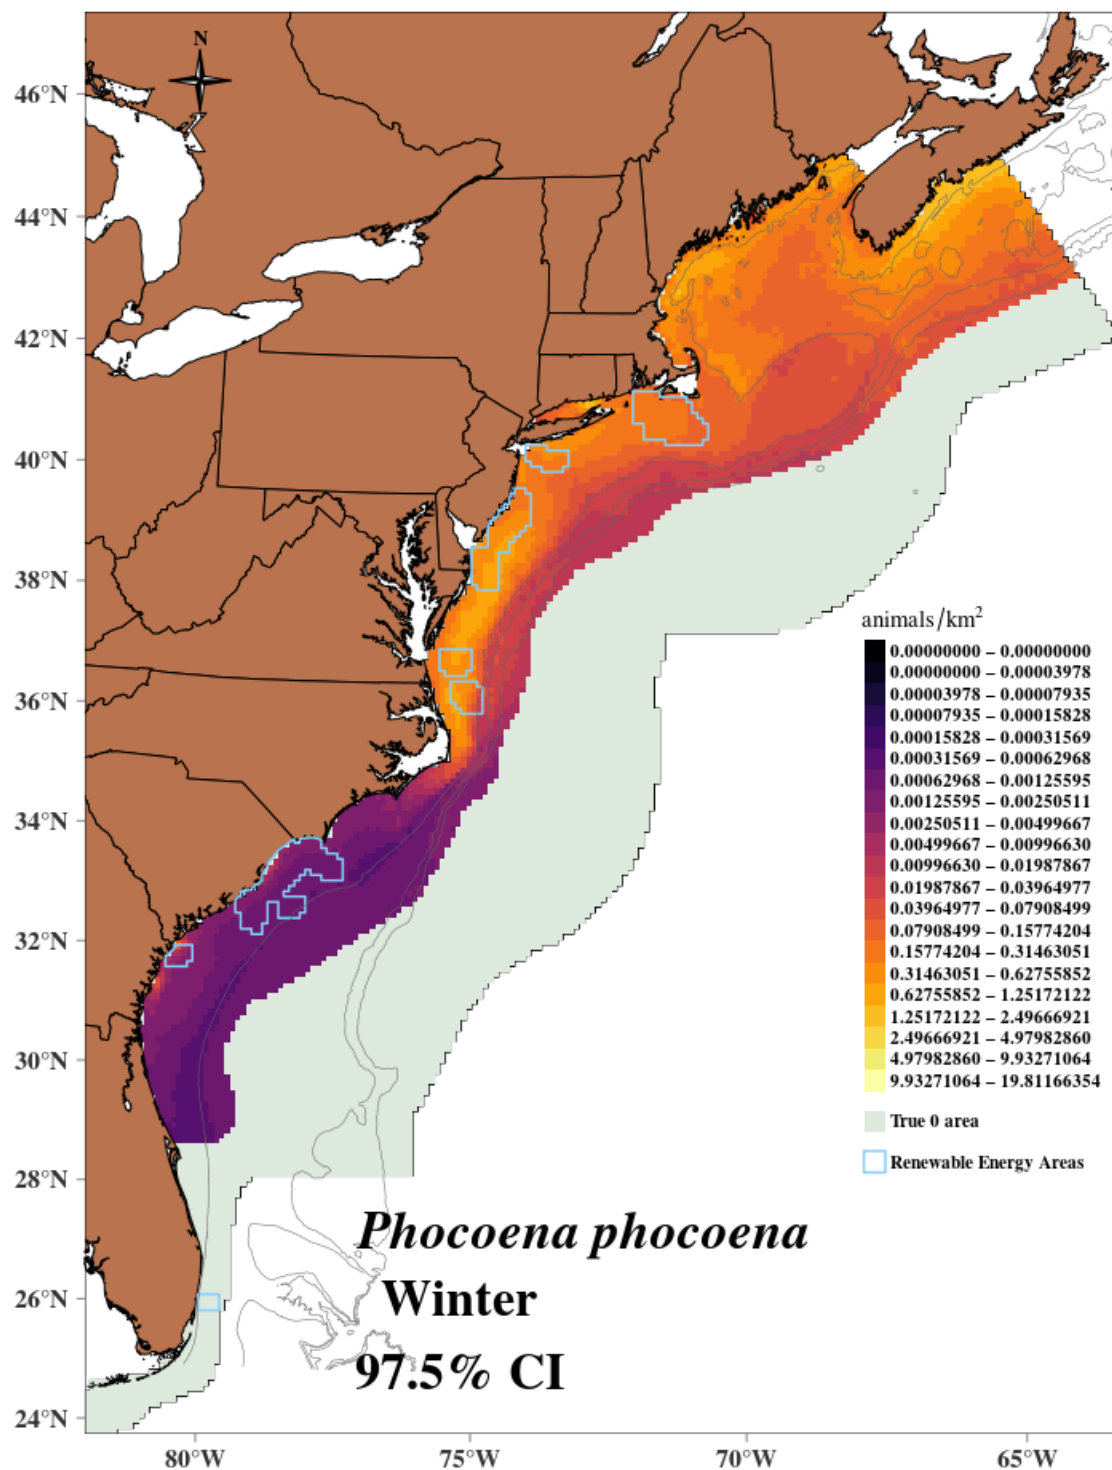 N
46°N
44°N
42°N
40°N
38°N
36°N
34°N
32°N
30°N
28°N
26°N
24°N
80°W
75°W
70°W
65°W
animals/km²
0.00000000 – 0.00000000
0.00000000 – 0.00003978
0.00003978 – 0.00007935
0.00007935 – 0.00015828
0.00015828 – 0.00031569
0.00031569 – 0.00062968
0.00062968 – 0.00125595
0.00125595 – 0.00250511
0.00250511 – 0.00499667
0.00499667 – 0.00996630
0.00996630 – 0.01987867
0.01987867 – 0.03964977
0.03964977 – 0.07908499
0.07908499 – 0.15774204
0.15774204 – 0.31463051
0.31463051 – 0.62755852
0.62755852 – 1.25172122
1.25172122 – 2.49666921
2.49666921 – 4.97982860
4.97982860 – 9.93271064
9.93271064 – 19.81166354
True 0 area
Renewable Energy Areas
Phocoena phocoena
Winter
97.5% CI